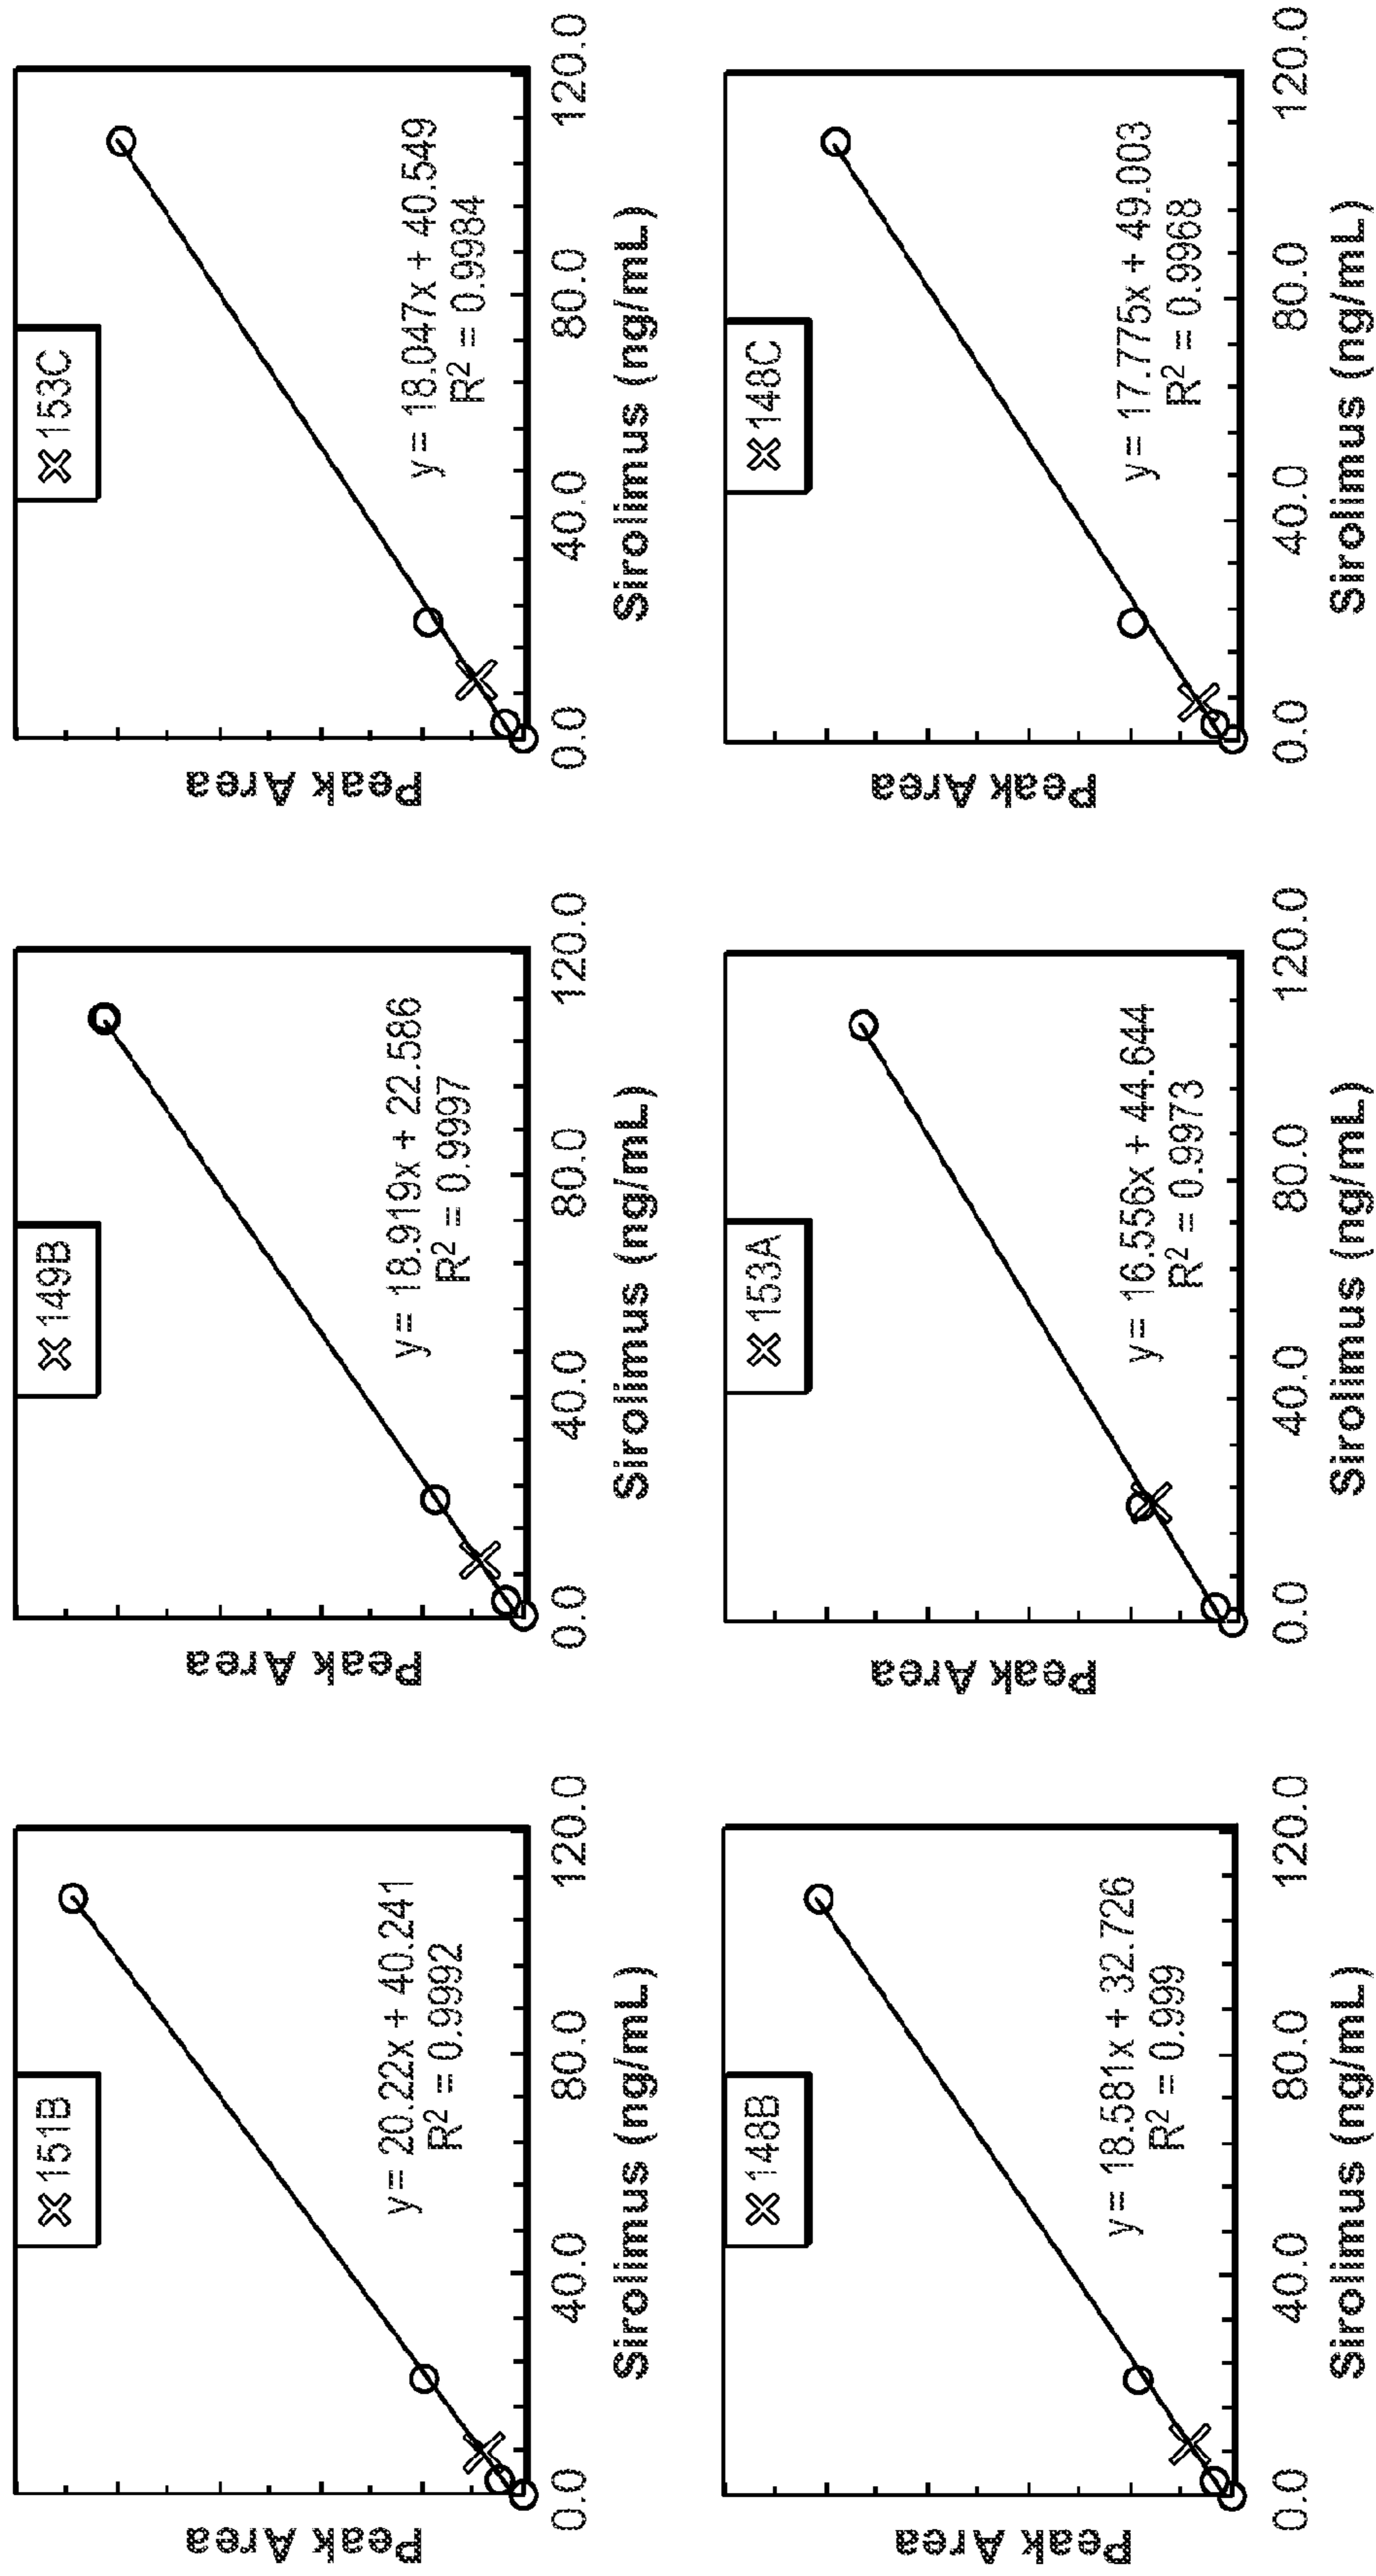 × 151B
Peak Area
y = 20.22x + 40.241
R² = 0.9992
0.0 40.0 80.0 120.0
Sirolimus (ng/mL)
× 149B
Peak Area
y = 18.919x + 22.586
R² = 0.9997
0.0 40.0 80.0 120.0
Sirolimus (ng/mL)
× 153C
Peak Area
y = 18.047x + 40.549
R² = 0.9984
0.0 40.0 80.0 120.0
Sirolimus (ng/mL)
× 148B
Peak Area
y = 18.581x + 32.726
R² = 0.999
0.0 40.0 80.0 120.0
Sirolimus (ng/mL)
× 153A
Peak Area
y = 16.556x + 44.644
R² = 0.9973
0.0 40.0 80.0 120.0
Sirolimus (ng/mL)
× 148C
Peak Area
y = 17.775x + 49.003
R² = 0.9968
0.0 40.0 80.0 120.0
Sirolimus (ng/mL)